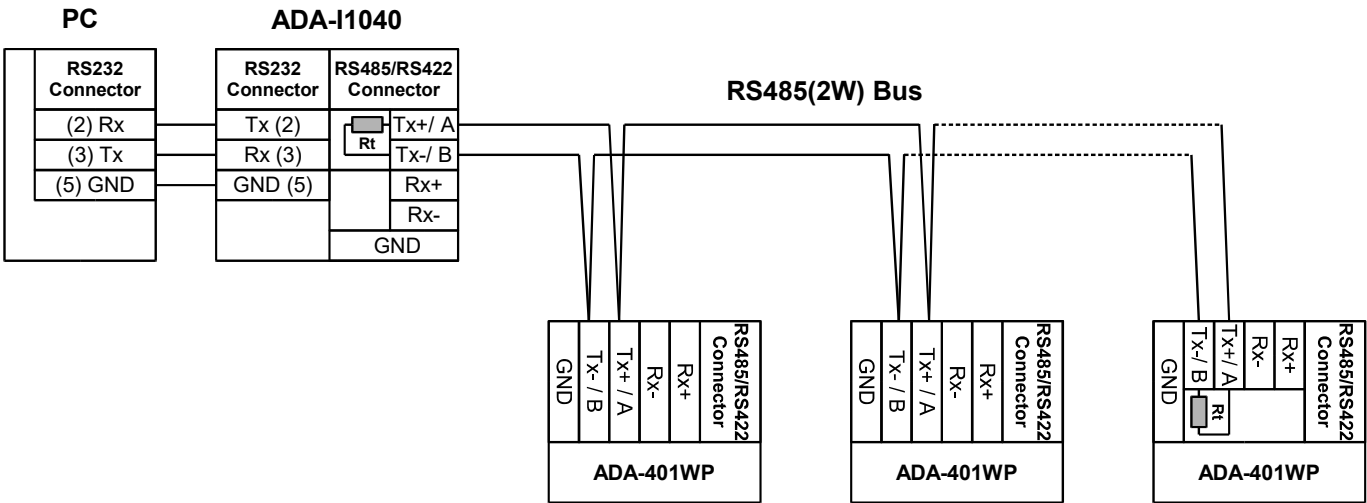 PC
ADA-I1040
RS232
Connector
(2) Rx
(3) Tx
(5) GND
RS232
Connector
Tx (2)
Rx (3)
GND (5)
RS485/RS422
Connector
Rt
Tx+/ A
Tx-/ B
Rx+
Rx-
GND
RS485(2W) Bus
GND
Tx- / B
Tx+ / A
Rx-
Rx+
RS485/RS422
Connector
ADA-401WP
GND
Tx- / B
Tx+ / A
Rx-
Rx+
RS485/RS422
Connector
ADA-401WP
GND
Tx-/ B
Tx+/ A
Rx-
Rx+
Rt
RS485/RS422
Connector
ADA-401WP